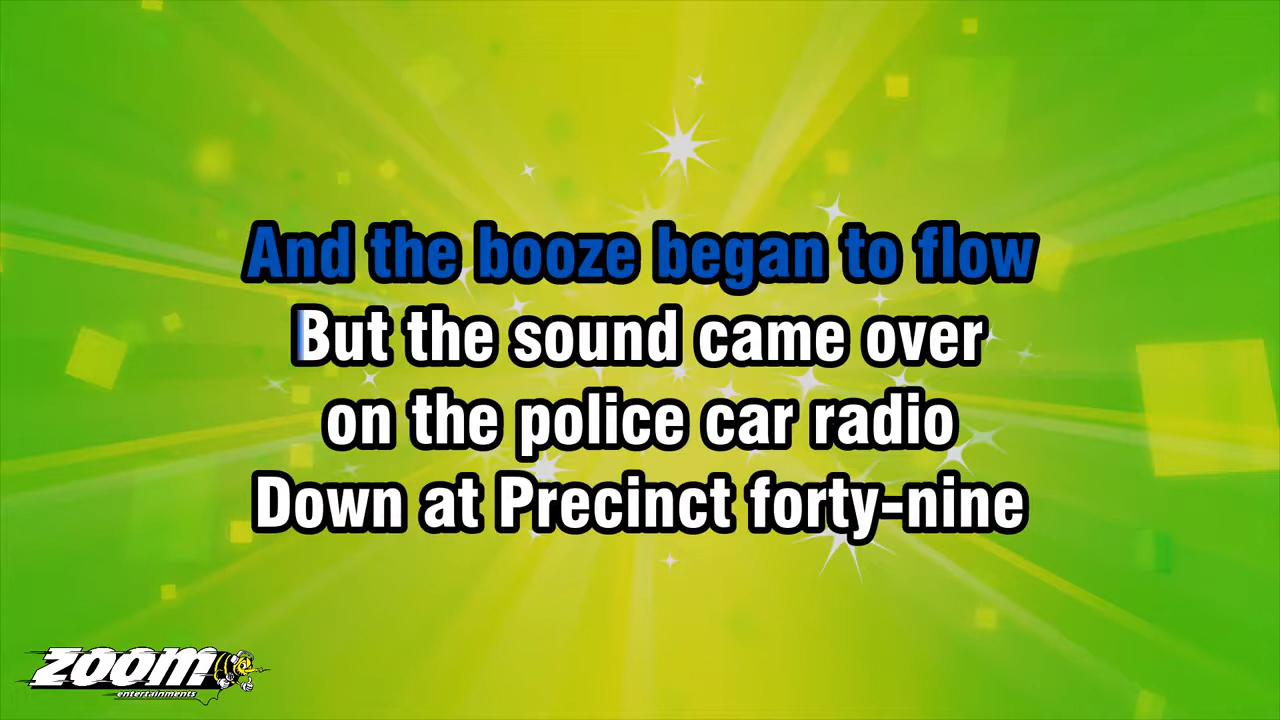 And the booze began to flow
But the sound came over
on the police car radio
Down at Precinct forty-nine
zoom
entertainments